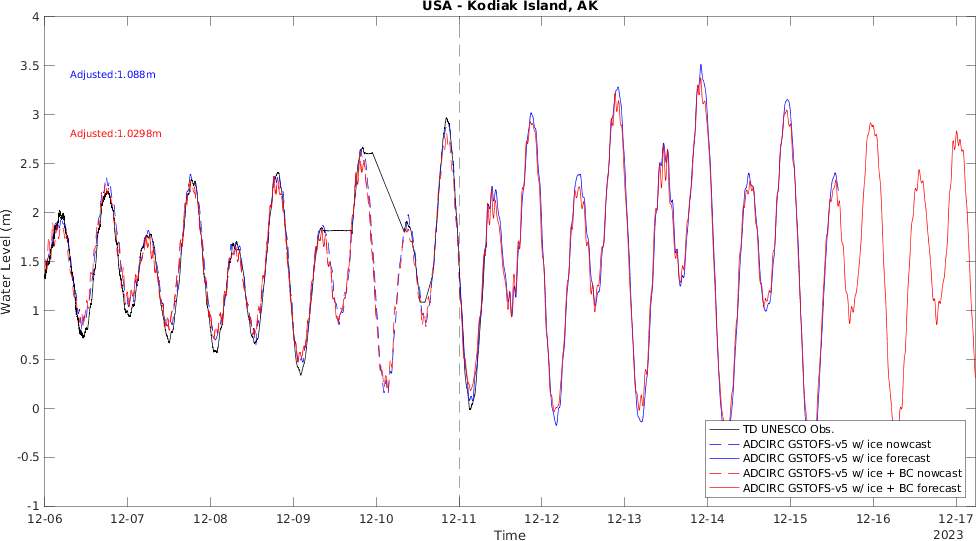 USA - Kodiak Island, AK
4
3.5
3
2.5
2
1.5
1
0.5
0
-0.5
-1
Water Level (m)
Adjusted:1.088m
Adjusted:1.0298m
TD UNESCO Obs.
ADCIRC GSTOFS-v5 w/ ice nowcast
ADCIRC GSTOFS-v5 w/ ice forecast
ADCIRC GSTOFS-v5 w/ ice + BC nowcast
ADCIRC GSTOFS-v5 w/ ice + BC forecast
12-06 12-07 12-08 12-09 12-10 12-11 12-12 12-13 12-14 12-15 12-16 12-17
Time
2023